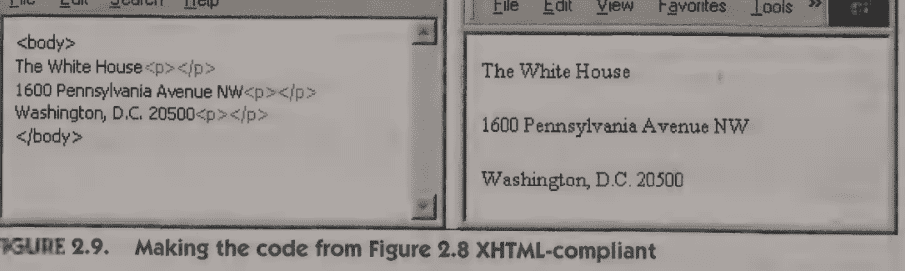 File Edit Search Help
<body>
The White House<p></p>
1600 Pennsylvania Avenue NW<p></p>
Washington, D.C. 20500<p></p>
</body>
File Edit View Favorites Tools »
The White House
1600 Pennsylvania Avenue NW
Washington, D.C. 20500
FIGURE 2.9. Making the code from Figure 2.8 XHTML-compliant